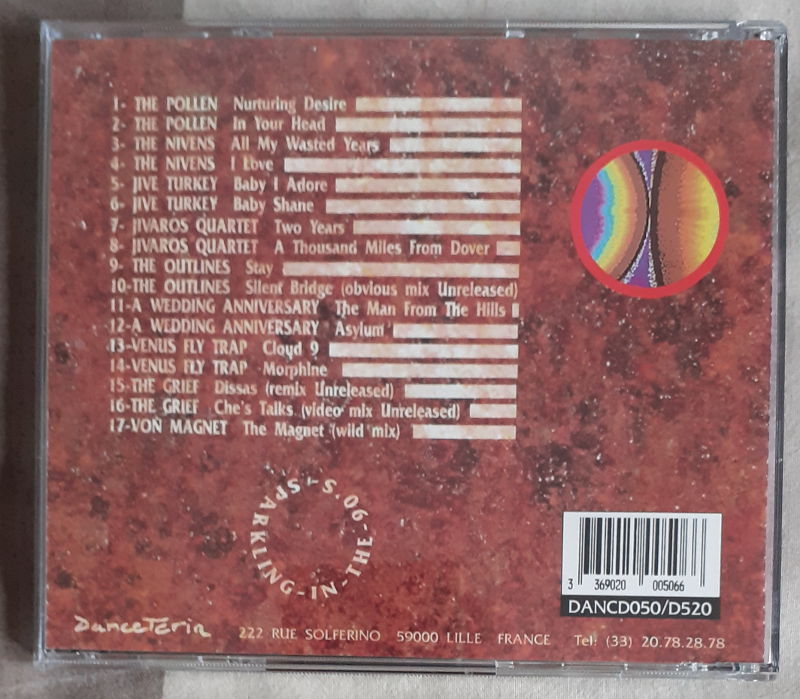 1- THE POLLEN Nurturing Desire
2- THE POLLEN In Your Head
3- THE NIVENS All My Wasted Years
4- THE NIVENS I Love
5- JIVE TURKEY Baby I Adore
6- JIVE TURKEY Baby Shane
7- JIVAROS QUARTET Two Years
8- JIVAROS QUARTET A Thousand Miles From Dover
9- THE OUTLINES Stay
10-THE OUTLINES Silent Bridge (obvious mix Unreleased)
11-A WEDDING ANNIVERSARY The Man From The Hills
12-A WEDDING ANNIVERSARY Asylum
13-VENUS FLY TRAP Cloyd 9
14-VENUS FLY TRAP Morphine
15-THE GRIEF Dissas (remix Unreleased)
16-THE GRIEF Che's Talks (video mix Unreleased)
17-VON MAGNET The Magnet (wild mix)
SPARKLING-IN-THE-90'S-
3 369020 005066
DANCD050/D520
DanceTeria 222 RUE SOLFERINO 59000 LILLE FRANCE Tel: (33) 20.78.28.78